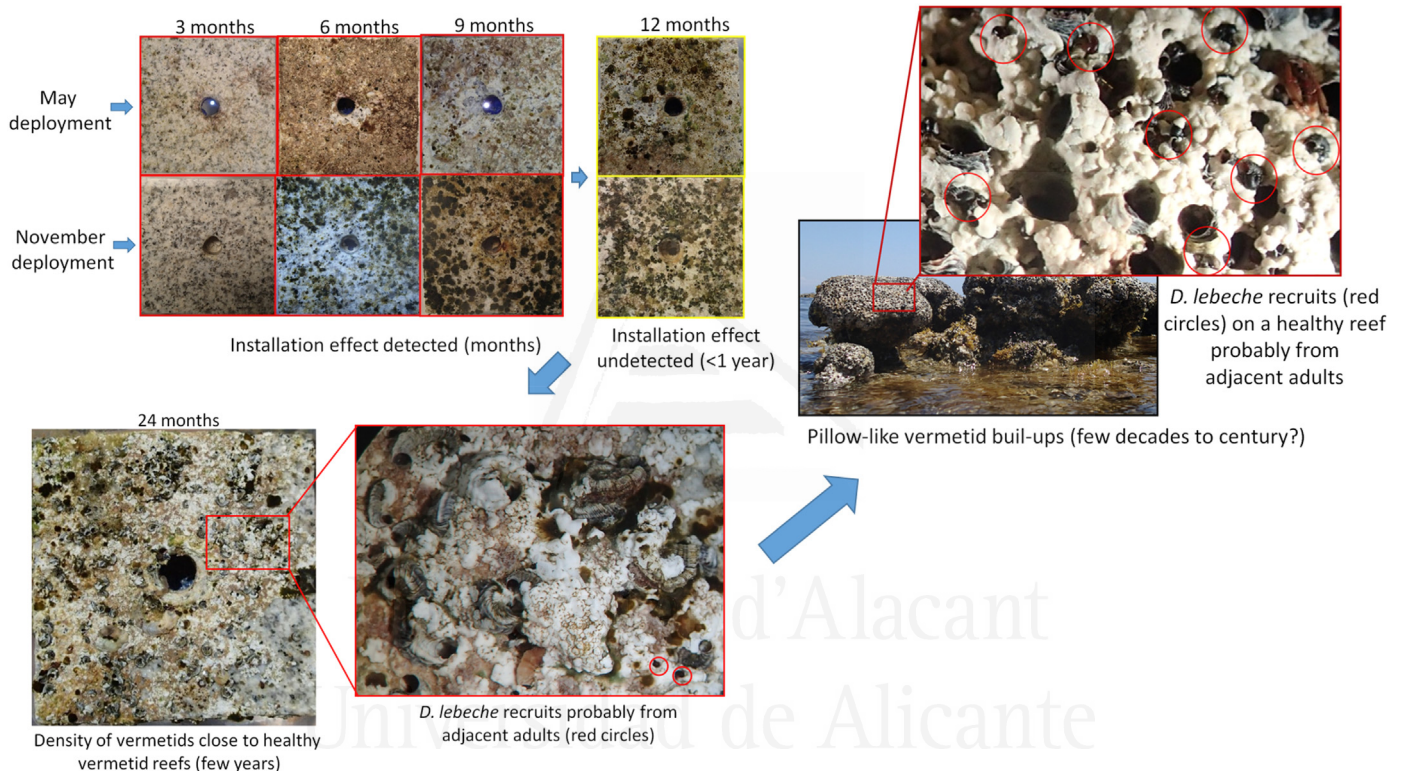 3 months
6 months
9 months
12 months
May
deployment
November
deployment
Installation effect detected (months)
Installation effect
undetected (<1 year)
D. lebeche recruits (red
circles) on a healthy reef
probably from
adjacent adults
Pillow-like vermetid buil-ups (few decades to century?)
24 months
Density of vermetids close to healthy
vermetid reefs (few years)
D. lebeche recruits probably from
adjacent adults (red circles)
d'Alacant
Universidad de Alicante